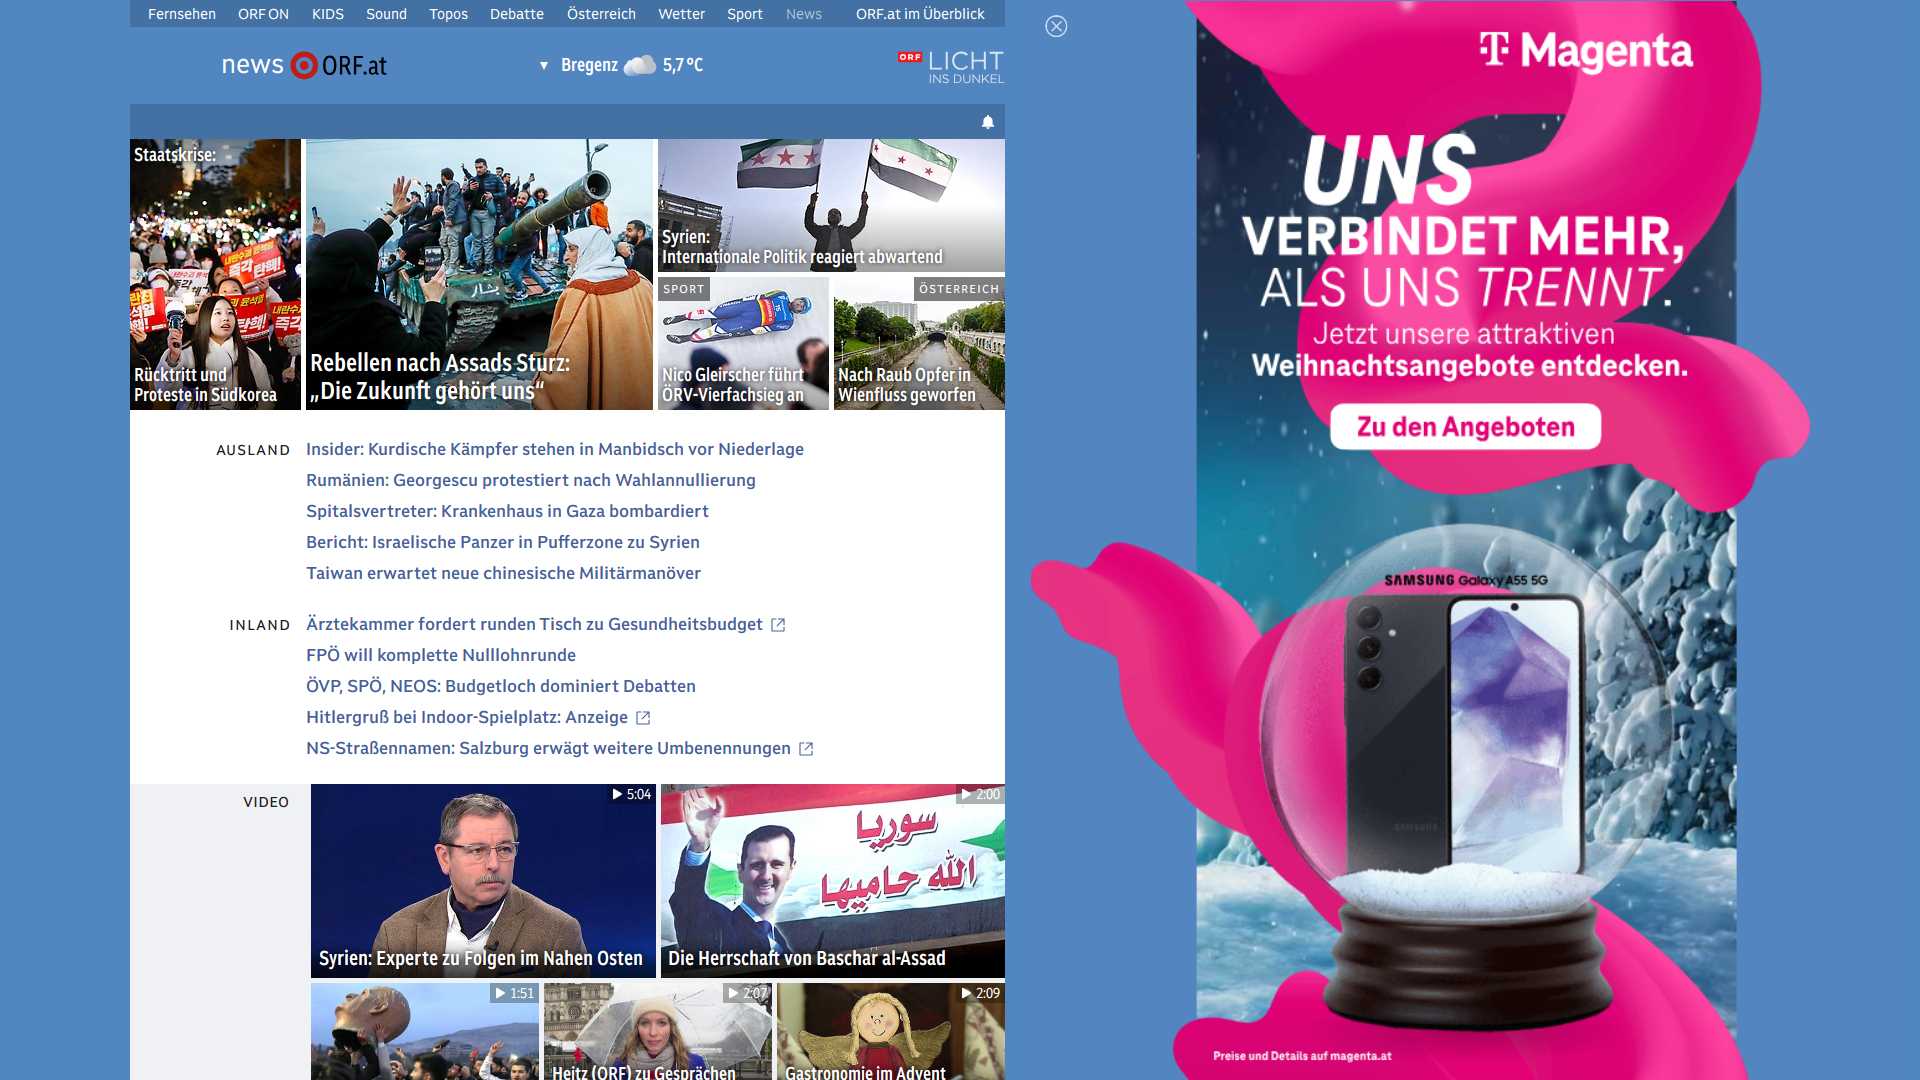 Fernsehen ORF ON KIDS Sound Topos Debatte Österreich Wetter Sport News ORF.at im Überblick
news ORF.at
Bregenz 5,7 °C
ORF LICHT
INS DUNKEL
Staatskrise:
Rücktritt und
Proteste in Südkorea
Rebellen nach Assads Sturz:
„Die Zukunft gehört uns“
Syrien:
Internationale Politik reagiert abwartend
SPORT
Nico Gleirscher führt
ÖRV-Vierfachsieg an
ÖSTERREICH
Nach Raub Opfer in
Wienfluss geworfen
AUSLAND
Insider: Kurdische Kämpfer stehen in Manbidsch vor Niederlage
Rumänien: Georgescu protestiert nach Wahlannullierung
Spitalsvertreter: Krankenhaus in Gaza bombardiert
Bericht: Israelische Panzer in Pufferzone zu Syrien
Taiwan erwartet neue chinesische Militärmanöver
INLAND
Ärztekammer fordert runden Tisch zu Gesundheitsbudget
FPÖ will komplette Nulllohnrunde
ÖVP, SPÖ, NEOS: Budgetloch dominiert Debatten
Hitlergruß bei Indoor-Spielplatz: Anzeige
NS-Straßennamen: Salzburg erwägt weitere Umbenennungen
VIDEO
5:04
Syrien: Experte zu Folgen im Nahen Osten
2:00
سوريا
الله حاميها
Die Herrschaft von Baschar al-Assad
1:51
2:07
Heitz (ORF) zu Gesprächen
2:09
Gastronomie im Advent
T Magenta
UNS
VERBINDET MEHR,
ALS UNS TRENNT.
Jetzt unsere attraktiven
Weihnachtsangebote entdecken.
Zu den Angeboten
SAMSUNG Galaxy A55 5G
SAMSUNG
Preise und Details auf magenta.at